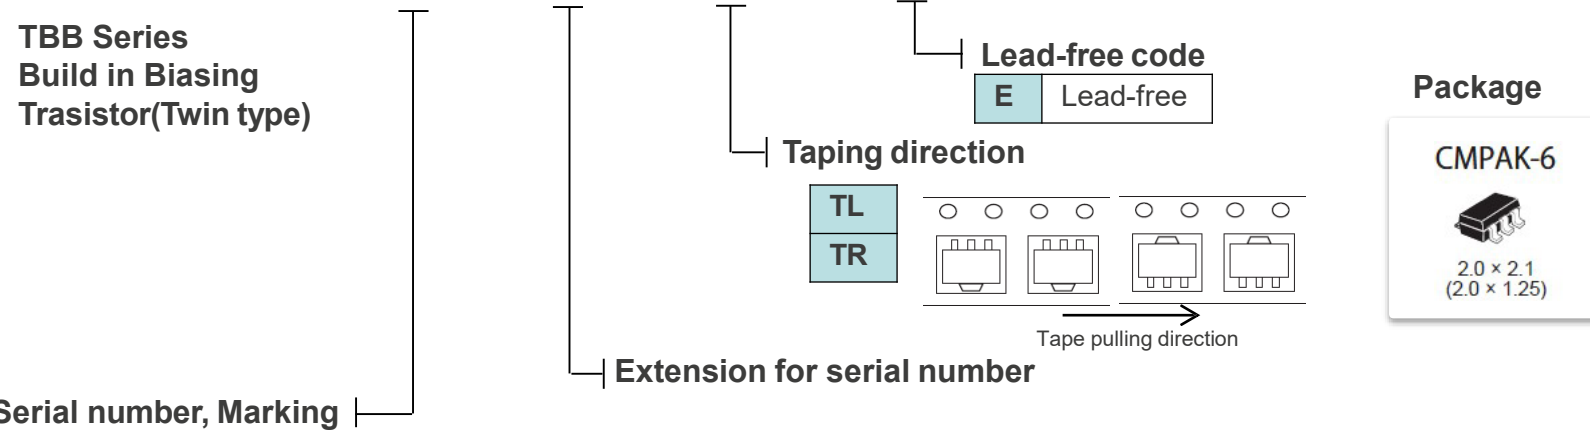 TBB Series
Build in Biasing
Trasistor(Twin type)
Lead-free code
E Lead-free
Package
CMPAK-6
2.0 × 2.1
(2.0 × 1.25)
Taping direction
TL
TR
Tape pulling direction
Extension for serial number
Serial number, Marking